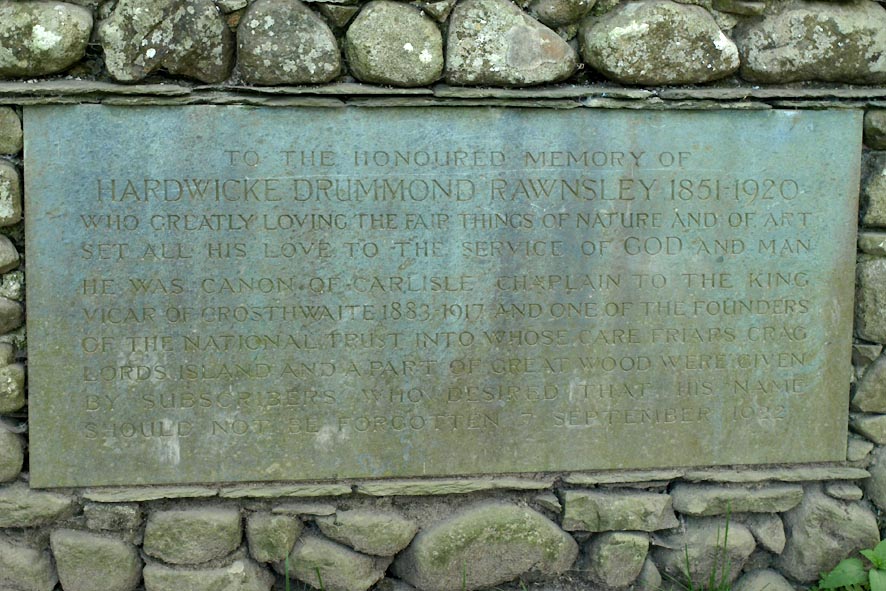 TO THE HONOURED MEMORY OF
HARDWICKE DRUMMOND RAWNSLEY 1851-1920
WHO GREATLY LOVING THE FAIR THINGS OF NATURE AND OF ART
SET ALL HIS LOVE TO THE SERVICE OF GOD AND MAN
HE WAS CANON OF CARLISLE CHAPLAIN TO THE KING
VICAR OF CROSTHWAITE 1883-1917 AND ONE OF THE FOUNDERS
OF THE NATIONAL TRUST INTO WHOSE CARE FRIARS CRAG
LORDS ISLAND AND A PART OF GREAT WOOD WERE GIVEN
BY SUBSCRIBERS WHO DESIRED THAT HIS NAME
SHOULD NOT BE FORGOTTEN 7 SEPTEMBER 1922